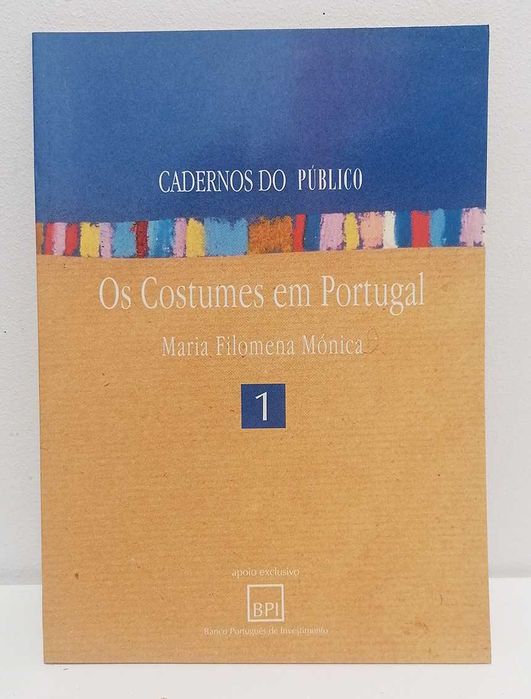 CADERNOS DO PÚBLICO
Os Costumes em Portugal
Maria Filomena Mónica
1
apoio exclusivo
BPI
Banco Português de Investimento